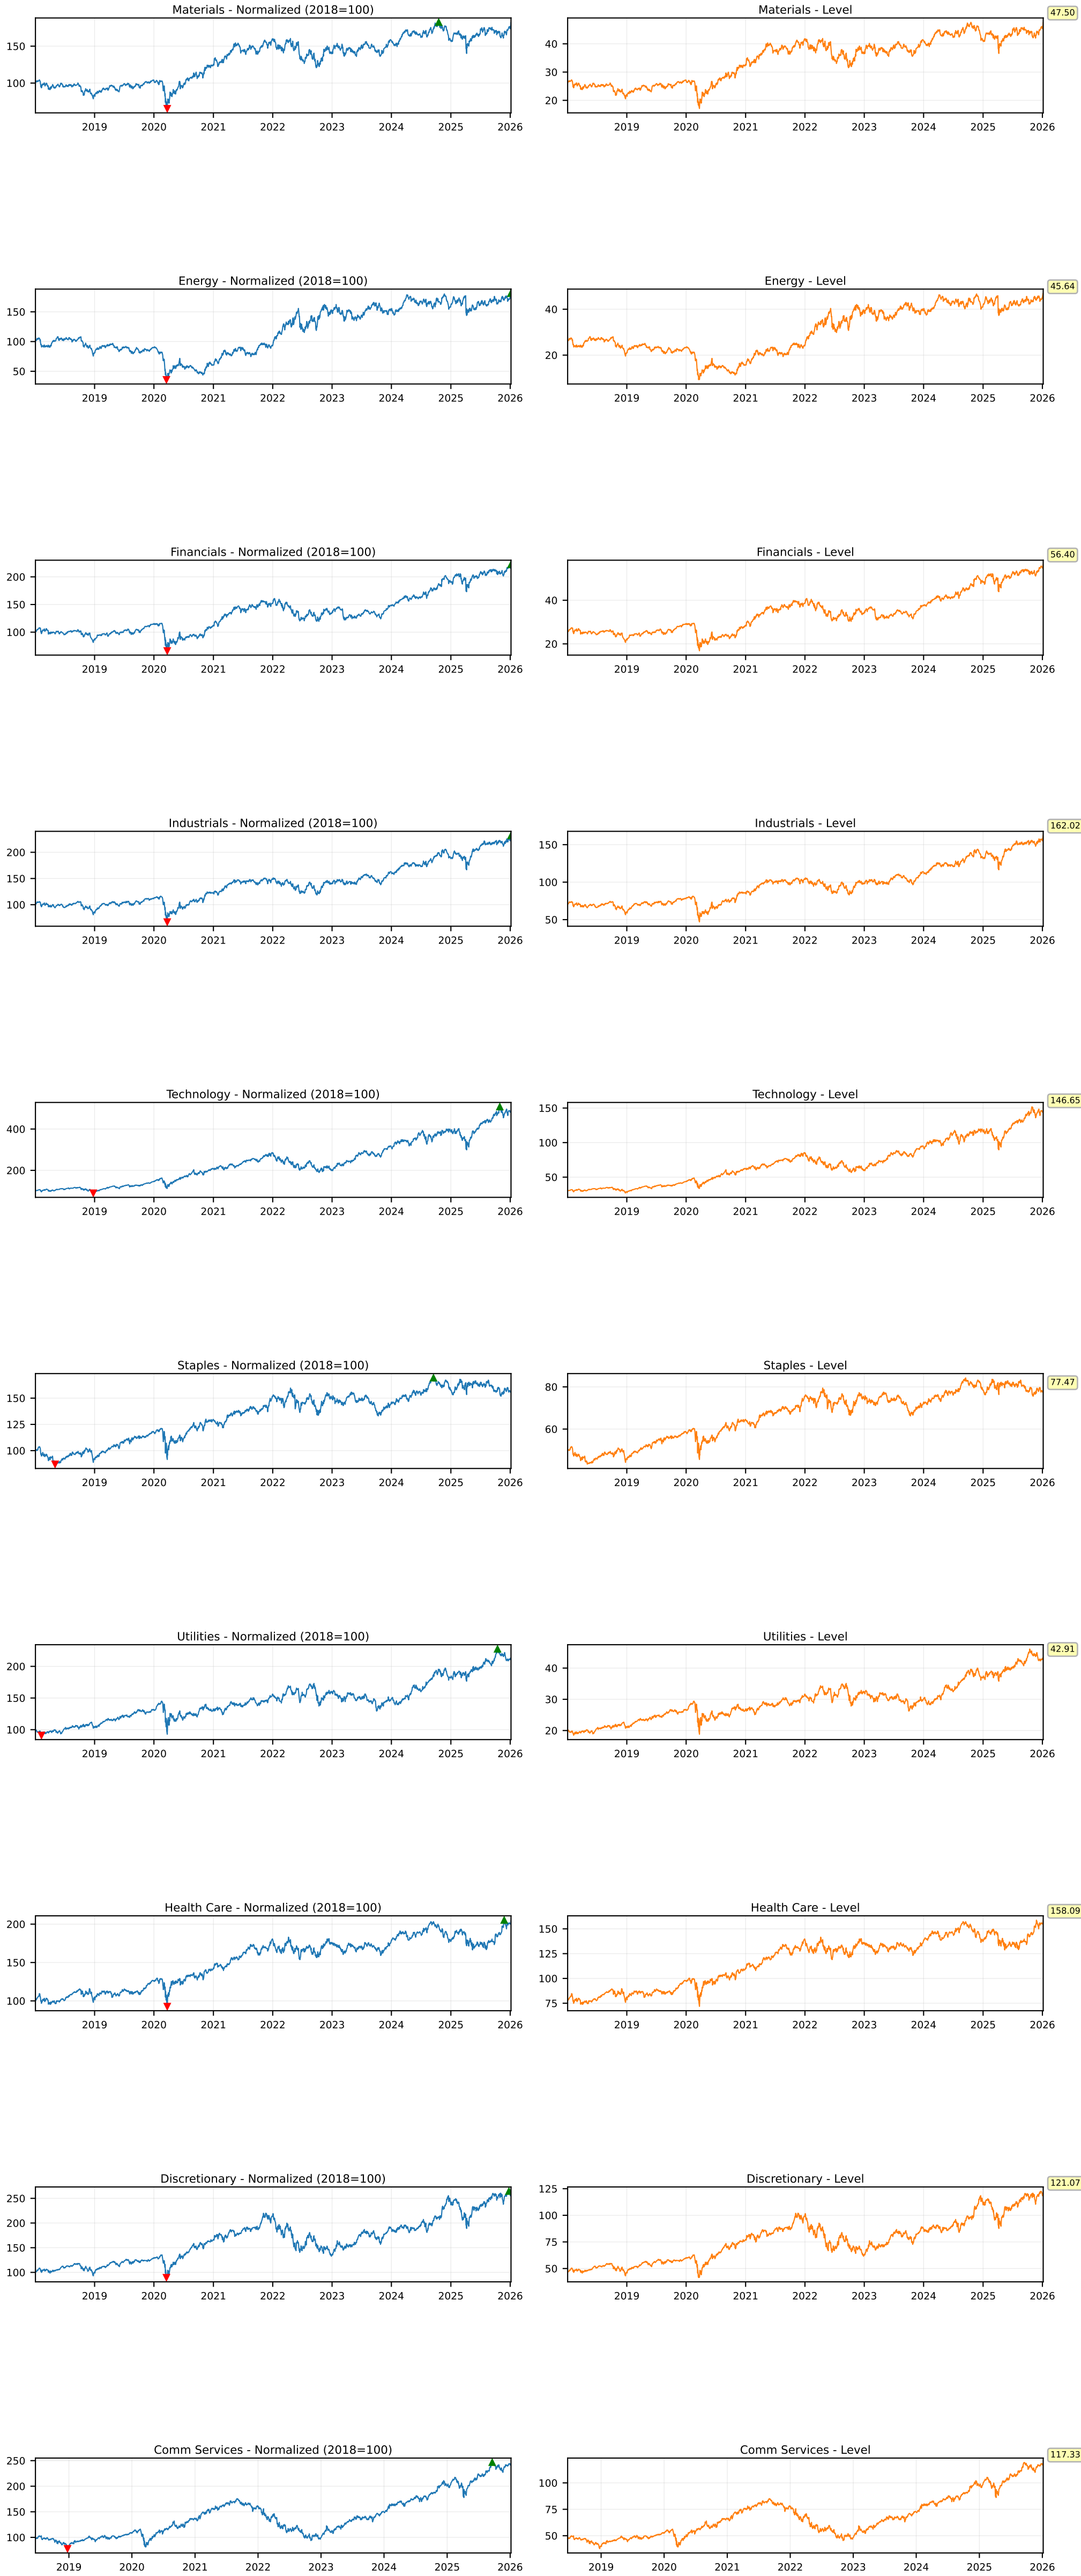 Materials - Normalized (2018=100)
Materials - Level
47.50
150
100
2019 2020 2021 2022 2023 2024 2025 2026
40
30
20
2019 2020 2021 2022 2023 2024 2025 2026
Energy - Normalized (2018=100)
Energy - Level
45.64
150
100
50
2019 2020 2021 2022 2023 2024 2025 2026
40
20
2019 2020 2021 2022 2023 2024 2025 2026
Financials - Normalized (2018=100)
Financials - Level
56.40
200
150
100
2019 2020 2021 2022 2023 2024 2025 2026
40
20
2019 2020 2021 2022 2023 2024 2025 2026
Industrials - Normalized (2018=100)
Industrials - Level
162.02
200
150
100
2019 2020 2021 2022 2023 2024 2025 2026
150
100
50
2019 2020 2021 2022 2023 2024 2025 2026
Technology - Normalized (2018=100)
Technology - Level
146.65
400
200
2019 2020 2021 2022 2023 2024 2025 2026
150
100
50
2019 2020 2021 2022 2023 2024 2025 2026
Staples - Normalized (2018=100)
Staples - Level
77.47
150
125
100
2019 2020 2021 2022 2023 2024 2025 2026
80
60
2019 2020 2021 2022 2023 2024 2025 2026
Utilities - Normalized (2018=100)
Utilities - Level
42.91
200
150
100
2019 2020 2021 2022 2023 2024 2025 2026
40
30
20
2019 2020 2021 2022 2023 2024 2025 2026
Health Care - Normalized (2018=100)
Health Care - Level
158.09
200
150
100
2019 2020 2021 2022 2023 2024 2025 2026
150
125
100
75
2019 2020 2021 2022 2023 2024 2025 2026
Discretionary - Normalized (2018=100)
Discretionary - Level
121.07
250
200
150
100
2019 2020 2021 2022 2023 2024 2025 2026
125
100
75
50
2019 2020 2021 2022 2023 2024 2025 2026
Comm Services - Normalized (2018=100)
Comm Services - Level
117.33
250
200
150
100
2019 2020 2021 2022 2023 2024 2025 2026
100
75
50
2019 2020 2021 2022 2023 2024 2025 2026